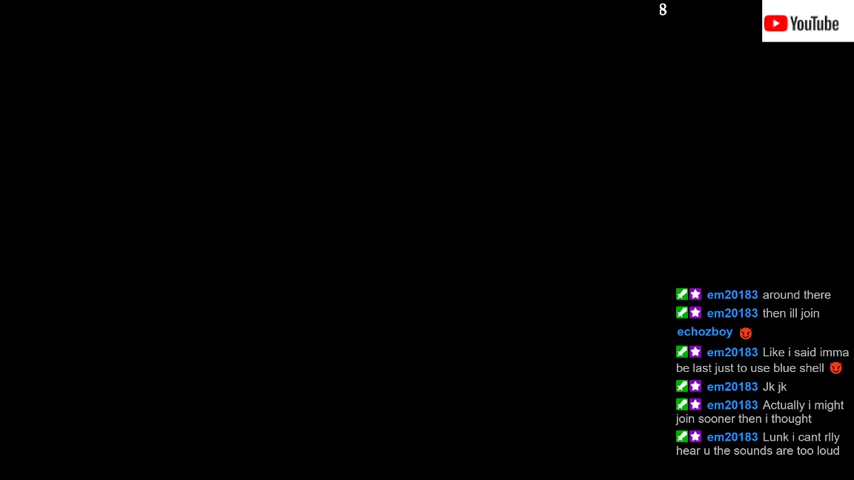 8
YouTube
em20183 around there
em20183 then ill join
echozboy
em20183 Like i said imma
be last just to use blue shell
em20183 Jk jk
em20183 Actually i might
join sooner then i thought
em20183 Lunk i cant rlly
hear u the sounds are too loud